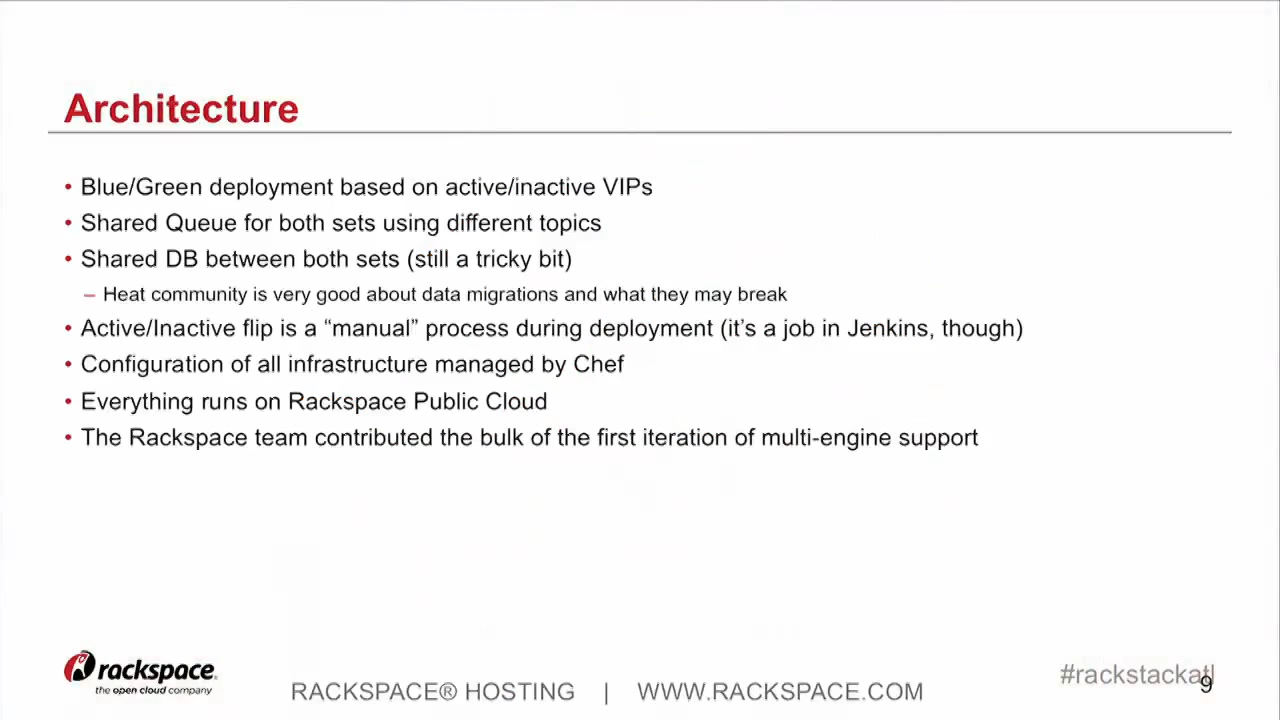 Architecture
• Blue/Green deployment based on active/inactive VIPs
• Shared Queue for both sets using different topics
• Shared DB between both sets (still a tricky bit)
– Heat community is very good about data migrations and what they may break
• Active/Inactive flip is a “manual” process during deployment (it’s a job in Jenkins, though)
• Configuration of all infrastructure managed by Chef
• Everything runs on Rackspace Public Cloud
• The Rackspace team contributed the bulk of the first iteration of multi-engine support
rackspace.
the open cloud company
RACKSPACE® HOSTING | WWW.RACKSPACE.COM
#rackstackatl
9